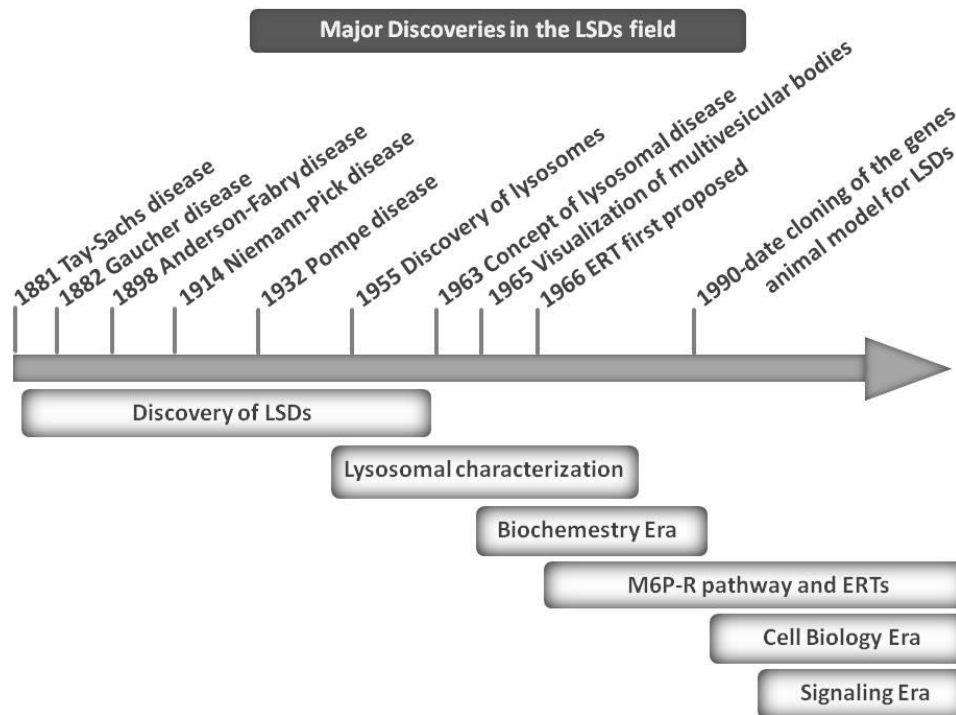 Major Discoveries in the LSDs field
1881 Tay-Sachs disease
1882 Gaucher disease
1898 Anderson-Fabry disease
1914 Niemann-Pick disease
1932 Pompe disease
1955 Discovery of lysosomes
1963 Concept of lysosomal disease
1965 Visualization of multivesicular bodies
1966 ERT first proposed
1990-date cloning of the genes
animal model for LSDs
Discovery of LSDs
Lysosomal characterization
Biochemestry Era
M6P-R pathway and ERTs
Cell Biology Era
Signaling Era